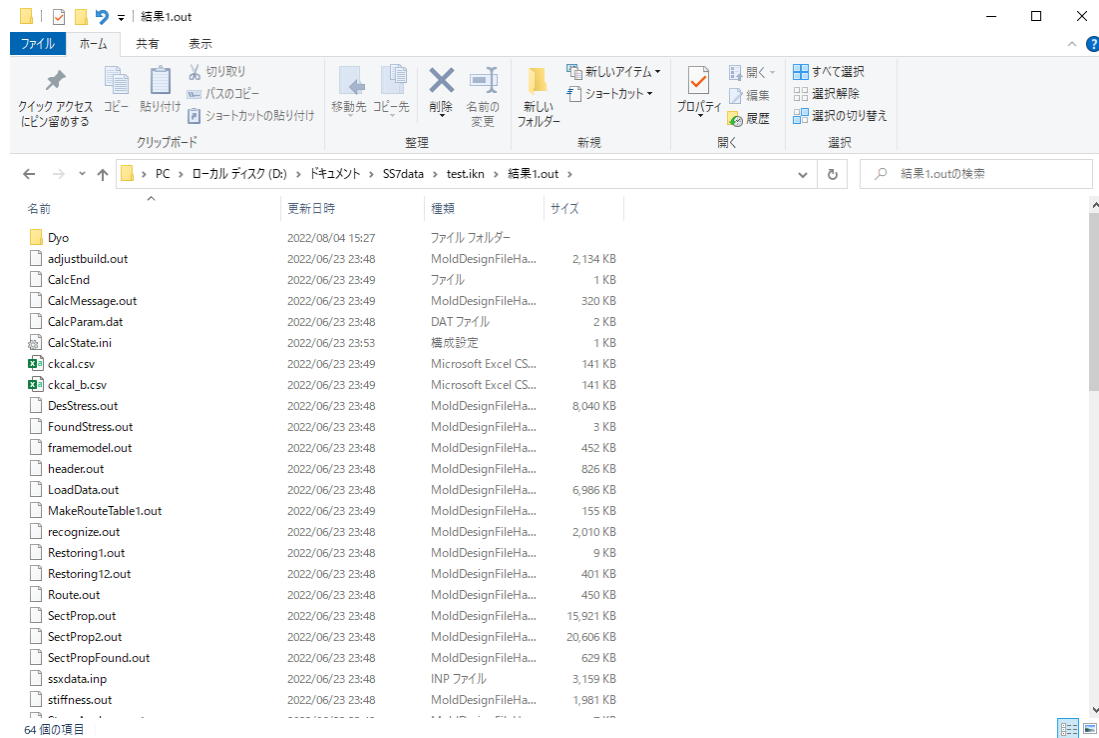 結果1.out
ファイル ホーム 共有 表示
クイック アクセス
にピン留めする
コピー
貼り付け
切り取り
パスのコピー
ショートカットの貼り付け
クリップボード
移動先
コピー先
削除
名前の
変更
整理
新しい
フォルダー
新しいアイテム
ショートカット
新規
プロパティ
開く
編集
履歴
開く
すべて選択
選択解除
選択の切り替え
選択
PC › ローカル ディスク (D:) › ドキュメント › SS7data › test.ikn › 結果1.out ›
結果1.outの検索
名前 更新日時 種類 サイズ
Dyo 2022/08/04 15:27 ファイル フォルダー
adjustbuild.out 2022/06/23 23:48 MoldDesignFileHa... 2,134 KB
CalcEnd 2022/06/23 23:49 ファイル 1 KB
CalcMessage.out 2022/06/23 23:49 MoldDesignFileHa... 320 KB
CalcParam.dat 2022/06/23 23:48 DAT ファイル 2 KB
CalcState.ini 2022/06/23 23:53 構成設定 1 KB
ckcal.csv 2022/06/23 23:49 Microsoft Excel CS... 141 KB
ckcal_b.csv 2022/06/23 23:49 Microsoft Excel CS... 141 KB
DesStress.out 2022/06/23 23:48 MoldDesignFileHa... 8,040 KB
FoundStress.out 2022/06/23 23:48 MoldDesignFileHa... 3 KB
framemodel.out 2022/06/23 23:48 MoldDesignFileHa... 452 KB
header.out 2022/06/23 23:48 MoldDesignFileHa... 826 KB
LoadData.out 2022/06/23 23:48 MoldDesignFileHa... 6,986 KB
MakeRouteTable1.out 2022/06/23 23:49 MoldDesignFileHa... 155 KB
recognize.out 2022/06/23 23:48 MoldDesignFileHa... 2,010 KB
Restoring1.out 2022/06/23 23:48 MoldDesignFileHa... 9 KB
Restoring12.out 2022/06/23 23:48 MoldDesignFileHa... 401 KB
Route.out 2022/06/23 23:48 MoldDesignFileHa... 450 KB
SectProp.out 2022/06/23 23:48 MoldDesignFileHa... 15,921 KB
SectProp2.out 2022/06/23 23:48 MoldDesignFileHa... 20,606 KB
SectPropFound.out 2022/06/23 23:48 MoldDesignFileHa... 629 KB
ssxdata.inp 2022/06/23 23:48 INP ファイル 3,159 KB
stiffness.out 2022/06/23 23:48 MoldDesignFileHa... 1,981 KB
64 個の項目